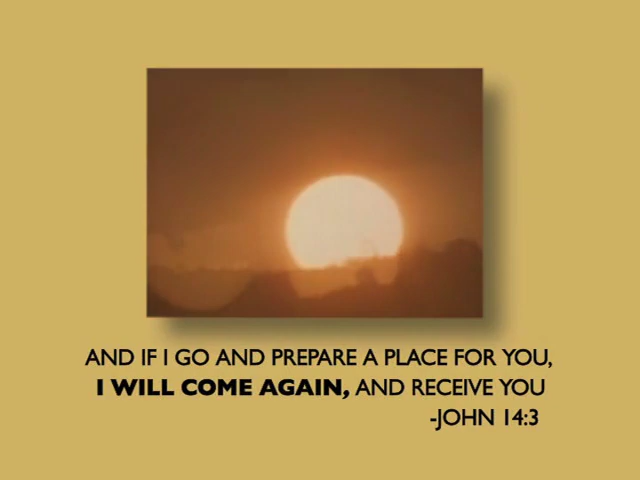 AND IF I GO AND PREPARE A PLACE FOR YOU,
I WILL COME AGAIN, AND RECEIVE YOU
-JOHN 14:3